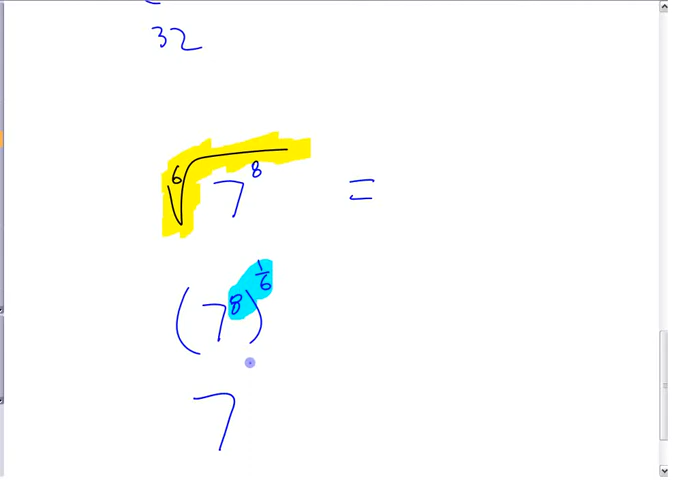 32
⁶√7⁸ =
(7⁸)^(1/6)
7